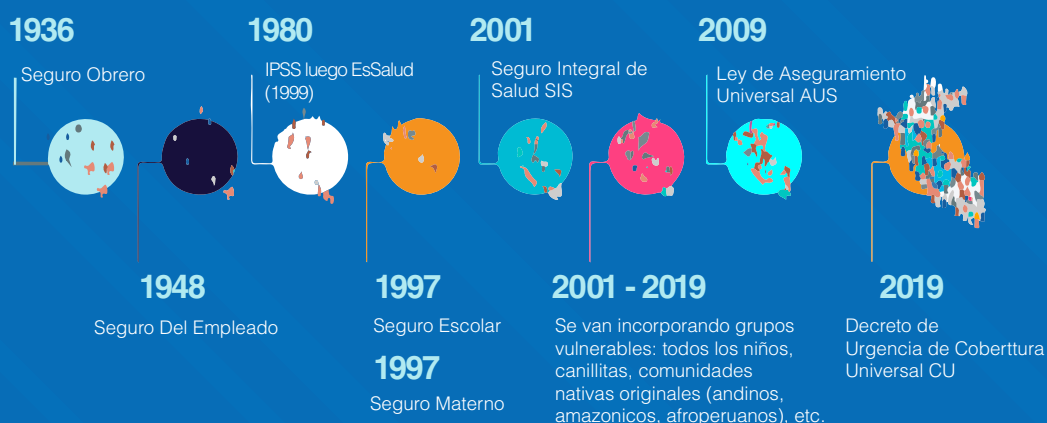 1936
Seguro Obrero
1948
Seguro Del Empleado
1980
IPSS luego EsSalud
(1999)
1997
Seguro Escolar
1997
Seguro Materno
2001
Seguro Integral de
Salud SIS
2001 - 2019
Se van incorporando grupos
vulnerables: todos los niños,
canillitas, comunidades
nativas originales (andinos,
amazonicos, afroperuanos), etc.
2009
Ley de Aseguramiento
Universal AUS
2019
Decreto de
Urgencia de Coberttura
Universal CU